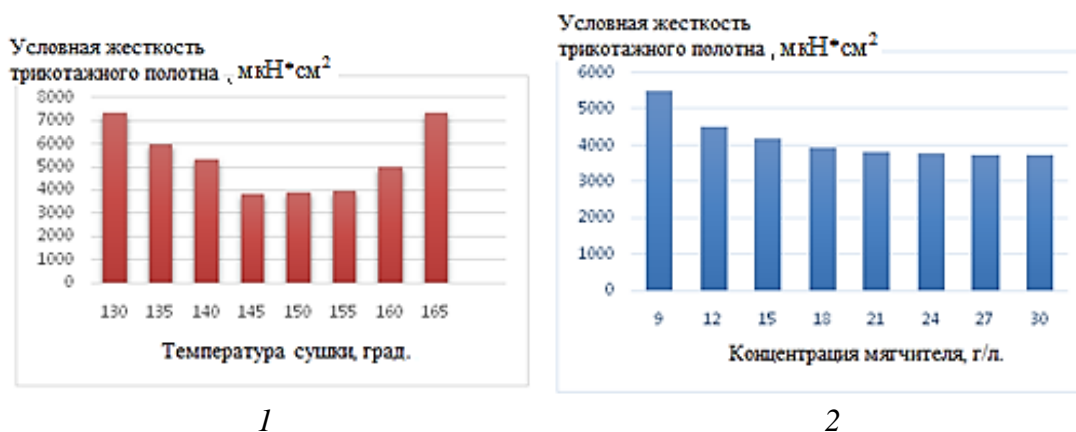 Условная жесткость
трикотажного полотна , мкН*см²
8000
7000
6000
5000
4000
3000
2000
1000
0
130 135 140 145 150 155 160 165
Температура сушки, град.
1
Условная жесткость
трикотажного полотна , мкН*см²
6000
5000
4000
3000
2000
1000
0
9 12 15 18 21 24 27 30
Концентрация мягчителя, г/л.
2